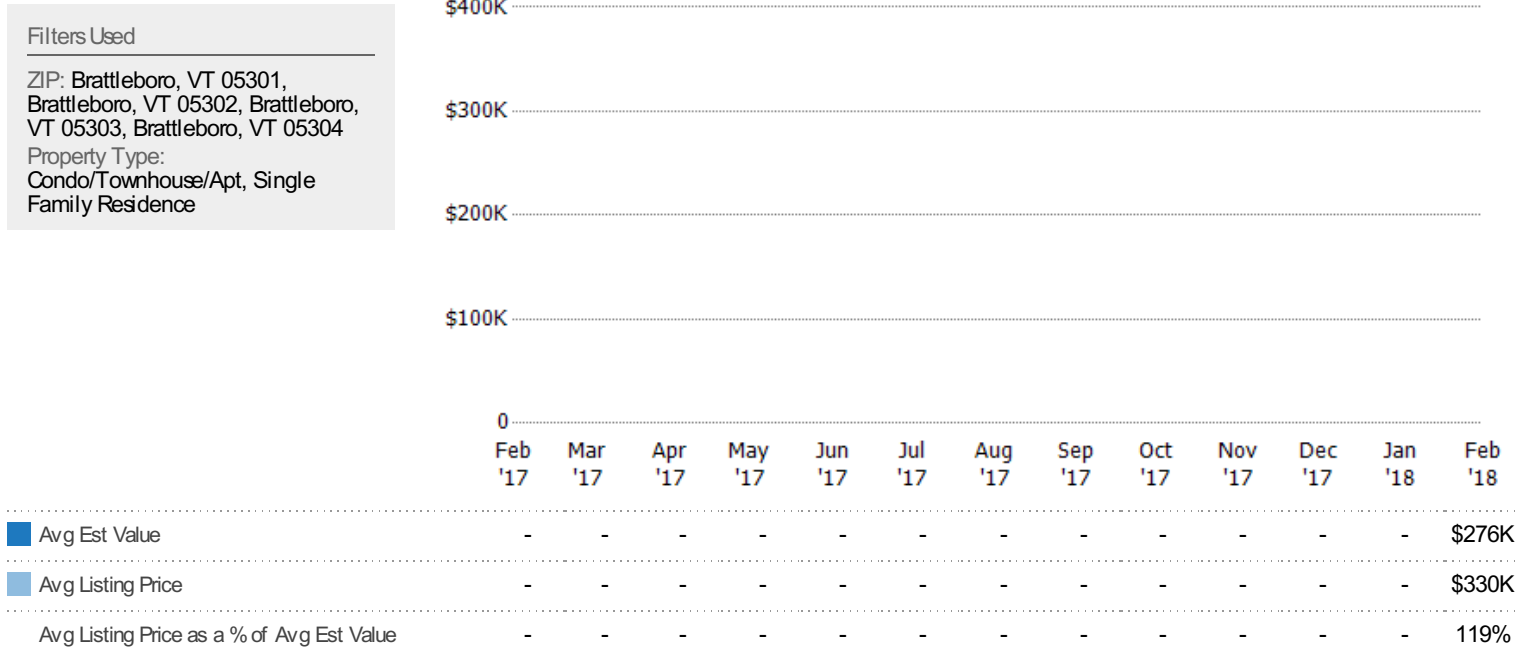 Filters Used
ZIP: Brattleboro, VT 05301,
Brattleboro, VT 05302, Brattleboro,
VT 05303, Brattleboro, VT 05304
Property Type:
Condo/Townhouse/Apt, Single
Family Residence
$400K
$300K
$200K
$100K
0
Feb Mar Apr May Jun Jul Aug Sep Oct Nov Dec Jan Feb
'17 '17 '17 '17 '17 '17 '17 '17 '17 '17 '17 '18 '18
Avg Est Value - - - - - - - - - - - - $276K
Avg Listing Price - - - - - - - - - - - - $330K
Avg Listing Price as a % of Avg Est Value - - - - - - - - - - - - 119%